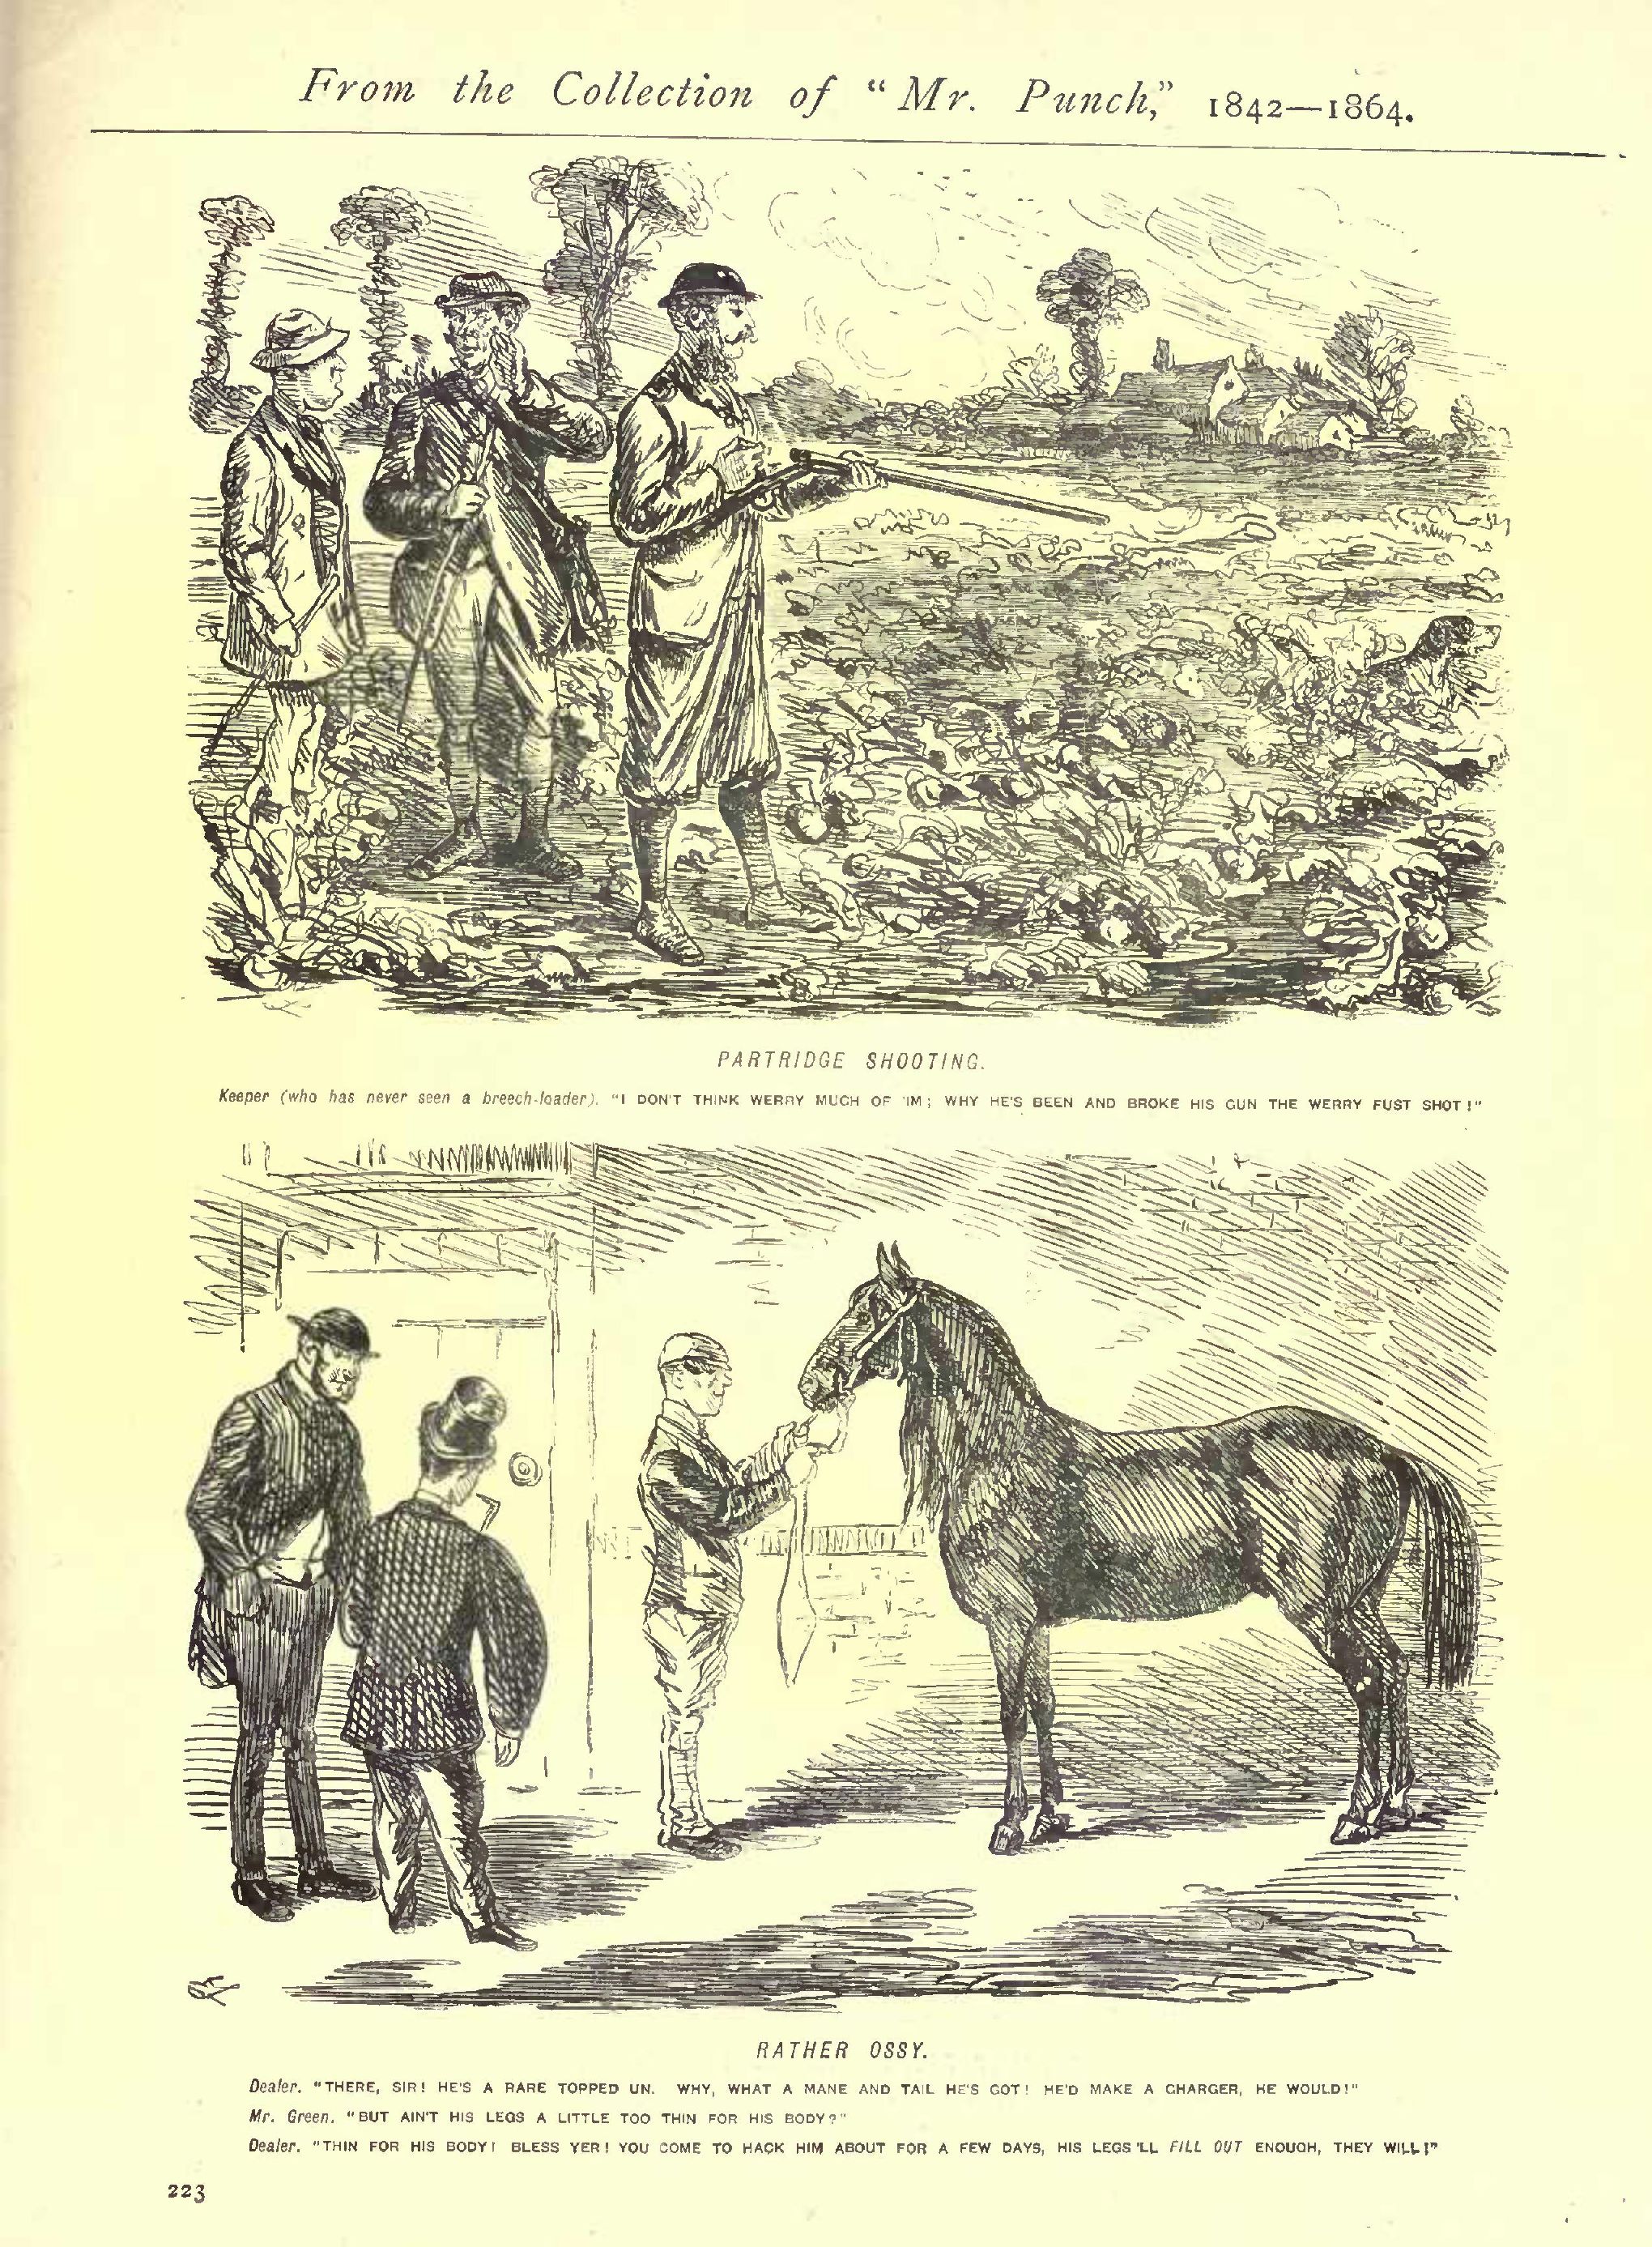 From the Collection of “Mr. Punch,” 1842—1864.
PARTRIDGE SHOOTING.
Keeper (who has never seen a breech-loader). “I DON'T THINK WERRY MUCH OF 'IM; WHY HE'S BEEN AND BROKE HIS GUN THE WERRY FUST SHOT!”
RATHER OSSY.
Dealer. “THERE, SIR! HE'S A RARE TOPPED UN. WHY, WHAT A MANE AND TAIL HE'S GOT! HE'D MAKE A CHARGER, HE WOULD!”
Mr. Green. “BUT AIN'T HIS LEGS A LITTLE TOO THIN FOR HIS BODY?”
Dealer. “THIN FOR HIS BODY! BLESS YER! YOU COME TO HACK HIM ABOUT FOR A FEW DAYS, HIS LEGS'LL FILL OUT ENOUGH, THEY WILL!”
223